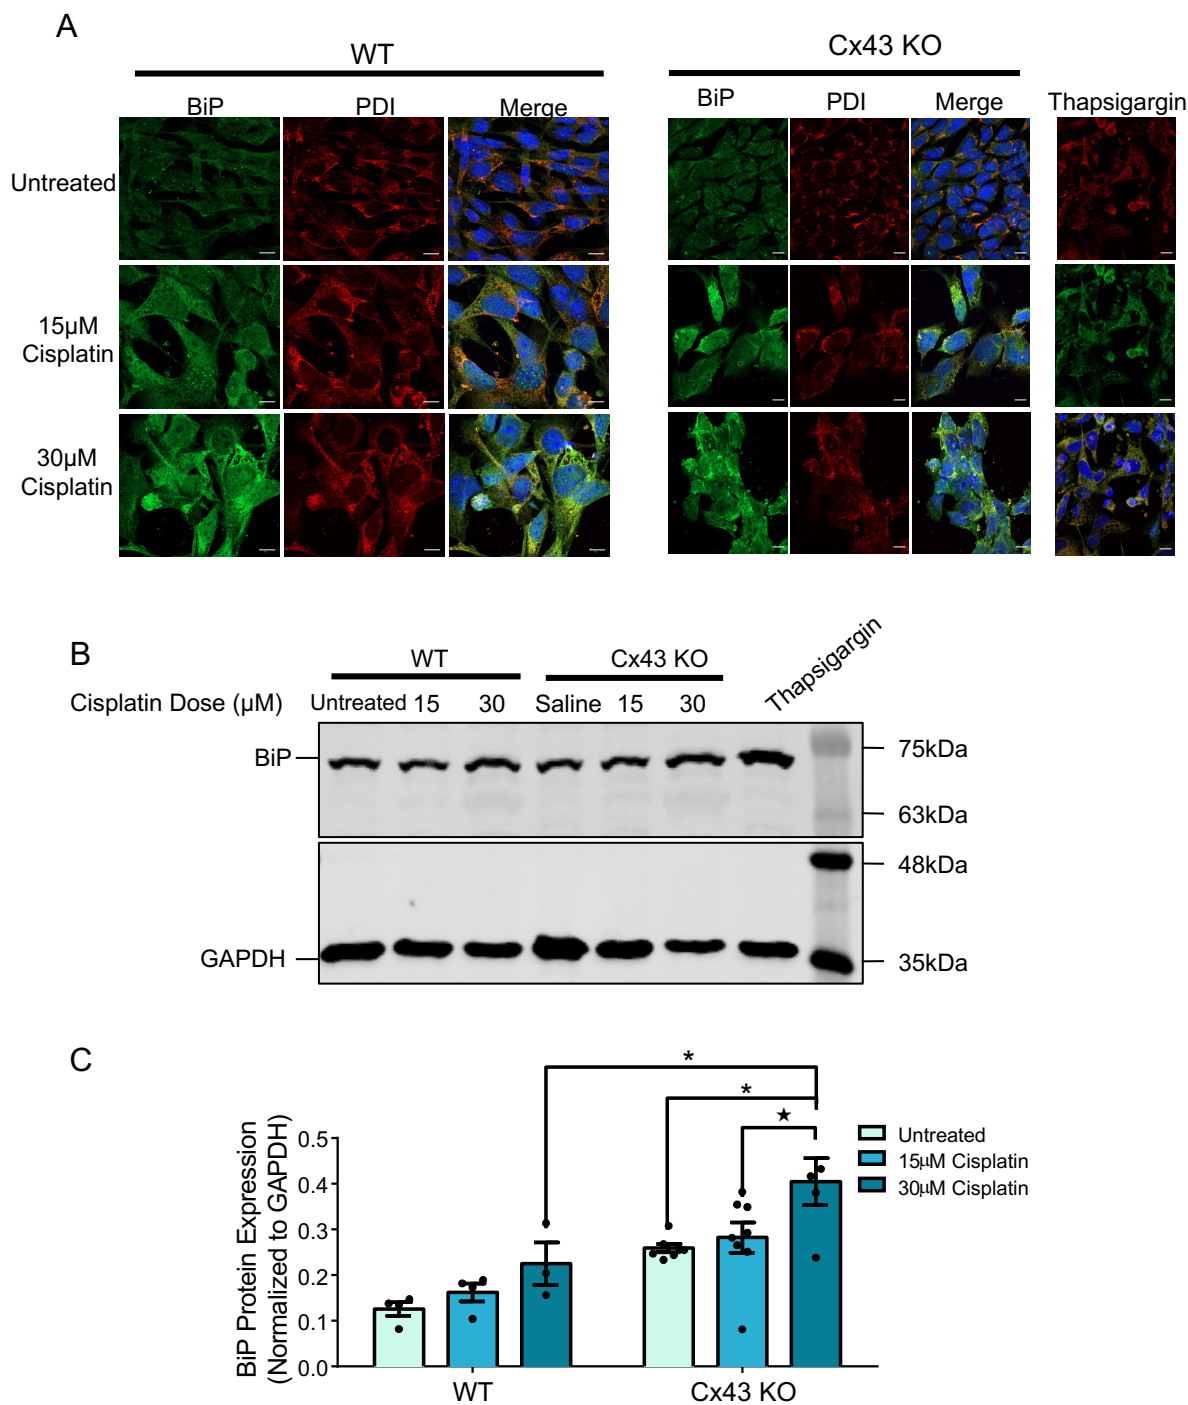 A
WT
Cx43 KO
BiP PDI Merge
BiP PDI Merge Thapsigargin
Untreated
15µM
Cisplatin
30µM
Cisplatin
B
WT Cx43 KO
Thapsigargin
Cisplatin Dose (µM) Untreated 15 30 Saline 15 30
BiP
75kDa
63kDa
48kDa
GAPDH
35kDa
C
*
*
★
BiP Protein Expression
(Normalized to GAPDH)
0.5
0.4
0.3
0.2
0.1
0.0
Untreated
15µM Cisplatin
30µM Cisplatin
WT Cx43 KO